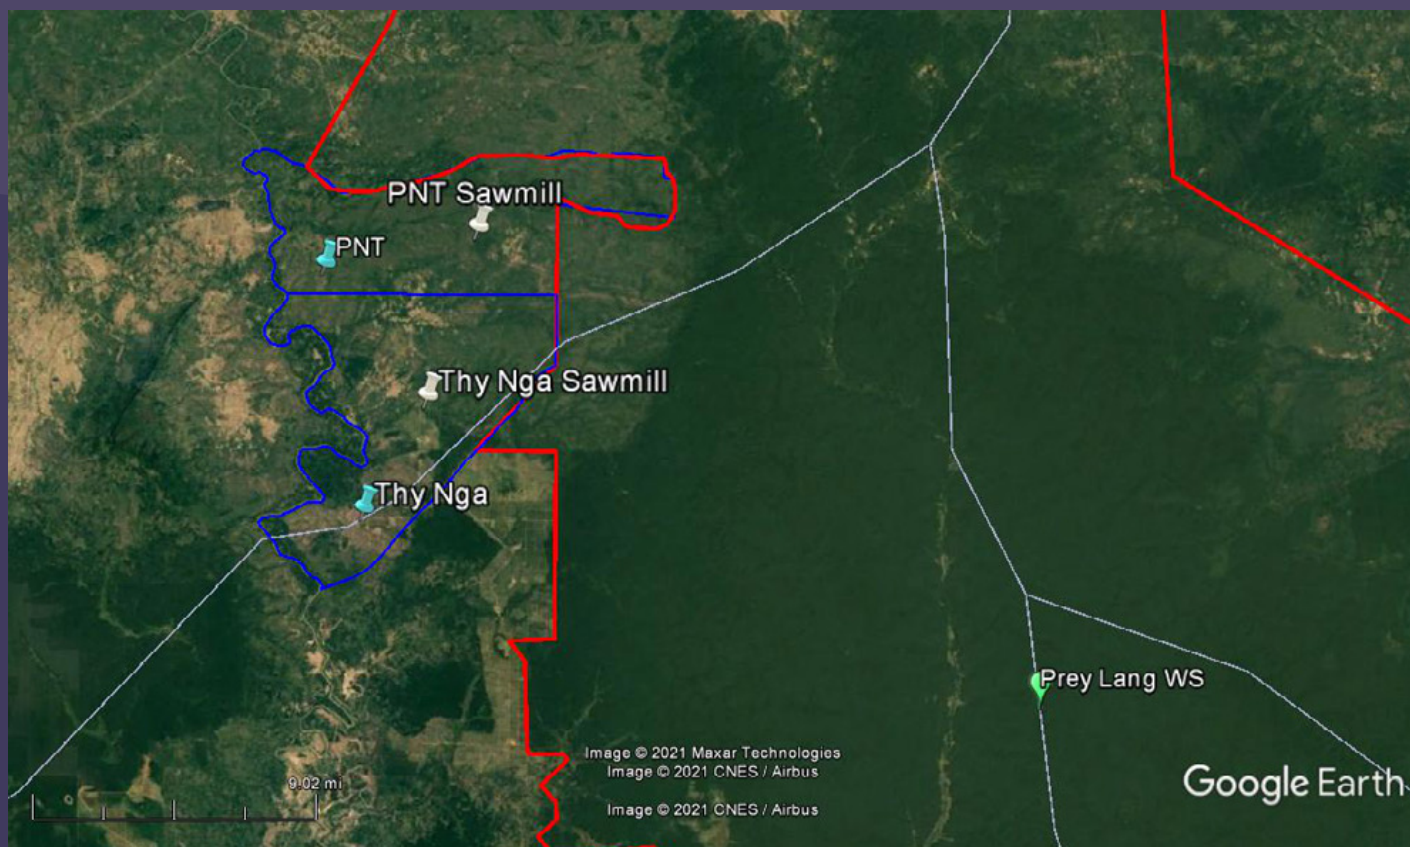 PNT Sawmill
PNT
Thy Nga Sawmill
Thy Nga
Prey Lang WS
Image © 2021 Maxar Technologies
Image © 2021 CNES / Airbus
9.02 mi
Image © 2021 CNES / Airbus
Google Earth